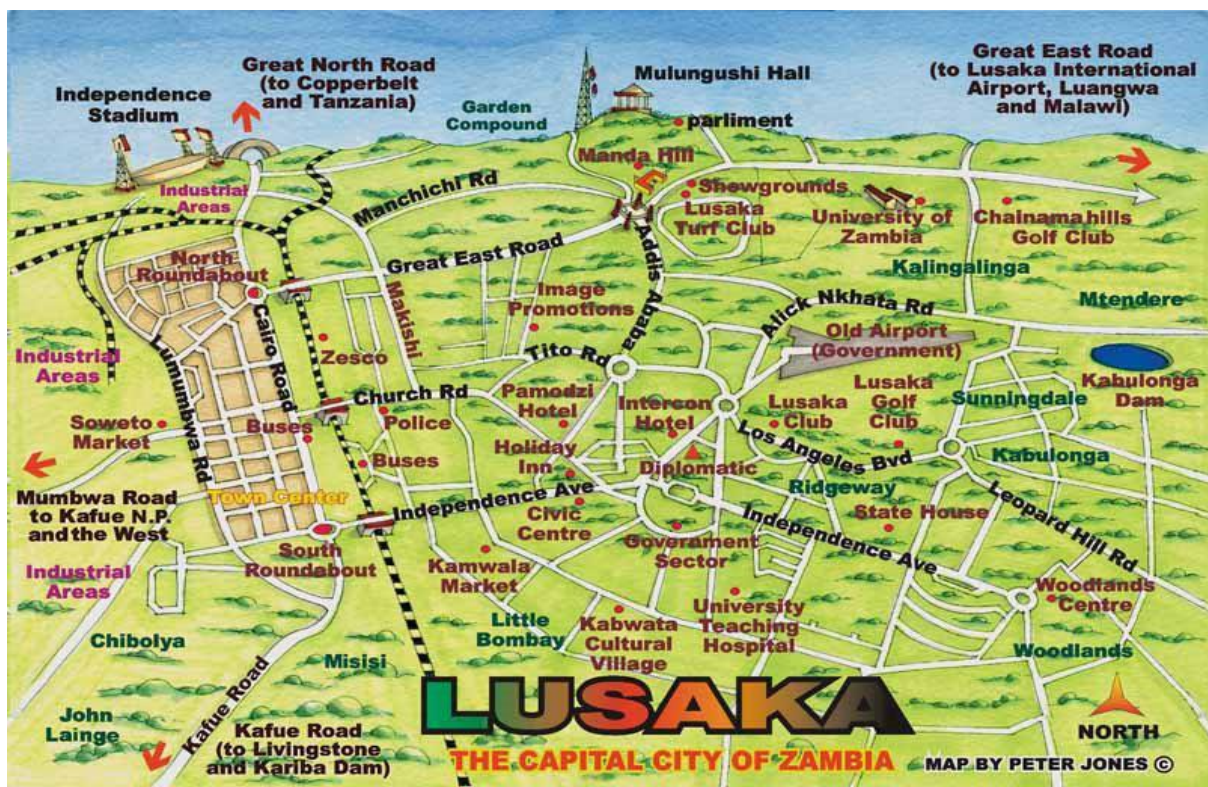 Great North Road
(to Copperbelt
and Tanzania)
Independence
Stadium
Garden
Compound
Mulungushi Hall
parliment
Great East Road
(to Lusaka International
Airport, Luangwa
and Malawi)
Industrial
Areas
Manchichi Rd
Manda Hill
Showgrounds
Lusaka
Turf Club
University of
Zambia
Chainama hills
Golf Club
Kalingalinga
Mtendere
North
Roundabout
Great East Road
Addis Ababa
Makishi
Image
Promotions
Alick Nkhata Rd
Old Airport
(Government)
Industrial
Areas
Lumumbwa Rd
Cairo Road
Zesco
Tito Rd
Church Rd
Pamodzi
Hotel
Intercon
Hotel
Lusaka
Club
Lusaka
Golf
Club
Sunningdale
Kabulonga
Dam
Soweto
Market
Buses
Police
Buses
Holiday
Inn
Diplomatic
Los Angeles Bvd
Kabulonga
Ridgeway
Mumbwa Road
to Kafue N.P.
and the West
Town Center
Independence Ave
Civic
Centre
Government
Sector
Independence Ave
State House
Leopard Hill Rd
South
Roundabout
Industrial
Areas
Kamwala
Market
Woodlands
Centre
Chibolya
Misisi
Little
Bombay
Kabwata
Cultural
Village
University
Teaching
Hospital
Woodlands
John
Lainge
Kafue Road
Kafue Road
(to Livingstone
and Kariba Dam)
LUSAKA
THE CAPITAL CITY OF ZAMBIA
NORTH
MAP BY PETER JONES ©